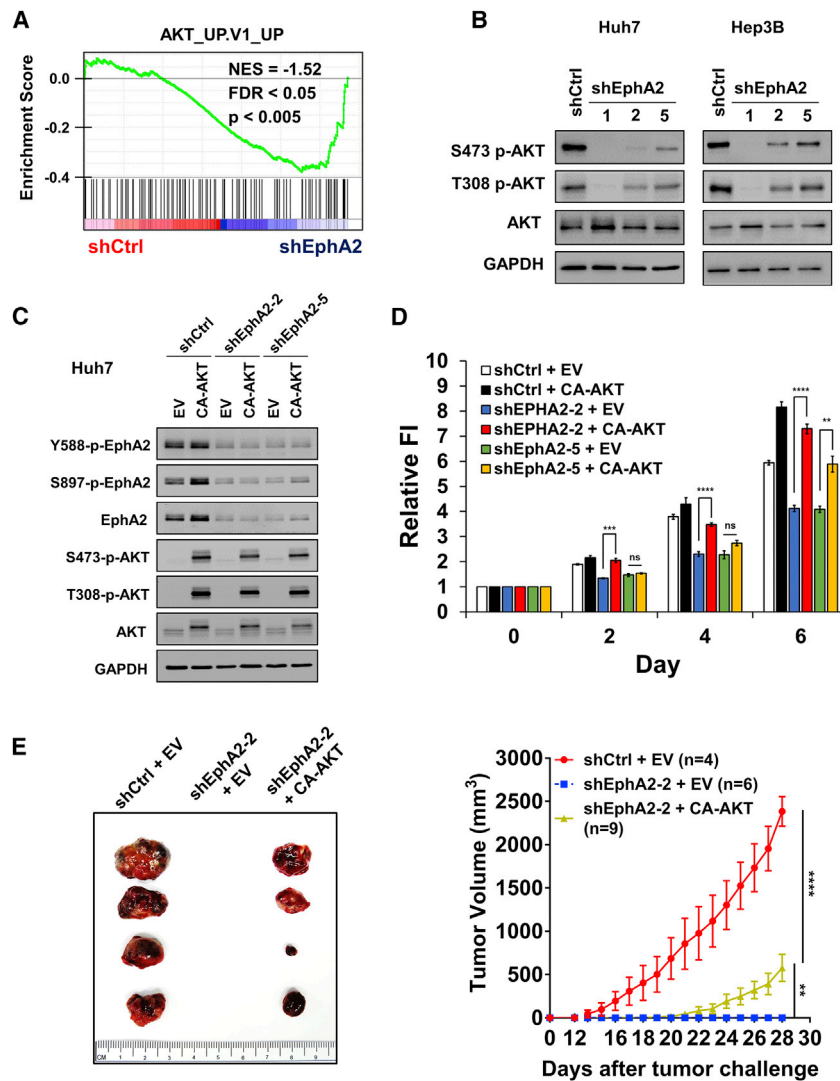 A
AKT_UP.V1_UP
Enrichment Score
0.0
-0.2
-0.4
NES = -1.52
FDR < 0.05
p < 0.005
shCtrl
shEphA2
B
Huh7
Hep3B
shCtrl
shEphA2
1 2 5
shCtrl
shEphA2
1 2 5
S473 p-AKT
T308 p-AKT
AKT
GAPDH
C
Huh7
shCtrl
shEphA2-2
shEphA2-5
EV
CA-AKT
EV
CA-AKT
EV
CA-AKT
Y588-p-EphA2
S897-p-EphA2
EphA2
S473-p-AKT
T308-p-AKT
AKT
GAPDH
D
Relative FI
10
9
8
7
6
5
4
3
2
1
0
shCtrl + EV
shCtrl + CA-AKT
shEPHA2-2 + EV
shEPHA2-2 + CA-AKT
shEphA2-5 + EV
shEphA2-5 + CA-AKT
***
ns
****
ns
****
**
0 2 4 6
Day
E
shCtrl + EV
shEphA2-2
+ EV
shEphA2-2
+ CA-AKT
CM 1 2 3 4 5 6 7 8 9
Tumor Volume (mm3)
3000
2500
2000
1500
1000
500
0
shCtrl + EV (n=4)
shEphA2-2 + EV (n=6)
shEphA2-2 + CA-AKT
(n=9)
****
**
0 12 16 18 20 22 24 26 28 30
Days after tumor challenge